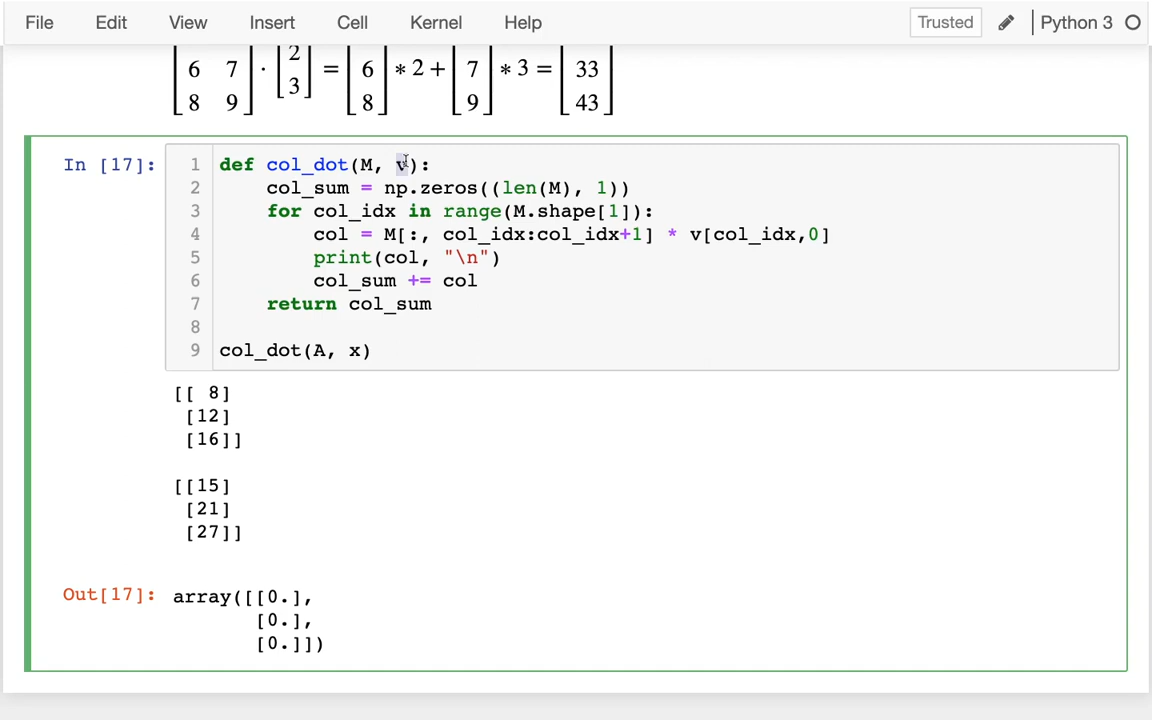 File Edit View Insert Cell Kernel Help Trusted Python 3
2
6 7 · = 6 * 2 + 7 * 3 = 33
3
8 9 8 9 43
In [17]:
1 def col_dot(M, v):
2     col_sum = np.zeros((len(M), 1))
3     for col_idx in range(M.shape[1]):
4         col = M[:, col_idx:col_idx+1] * v[col_idx,0]
5         print(col, "\n")
6         col_sum += col
7     return col_sum
8
9 col_dot(A, x)
[[ 8]
 [12]
 [16]]
[[15]
 [21]
 [27]]
Out[17]: array([[0.],
       [0.],
       [0.]])